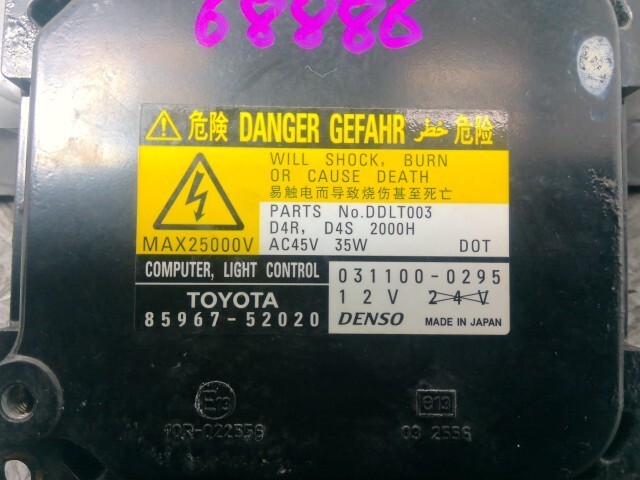 68886
危険 DANGER GEFAHR خطر 危险
WILL SHOCK, BURN
OR CAUSE DEATH
易触电而导致烧伤甚至死亡
MAX25000V
PARTS No.DDLT003
D4R, D4S 2000H
AC45V 35W DOT
COMPUTER, LIGHT CONTROL
TOYOTA
85967-52020
031100-0295
12V 24V
DENSO MADE IN JAPAN
E13
10R-022556
e13
03 2556